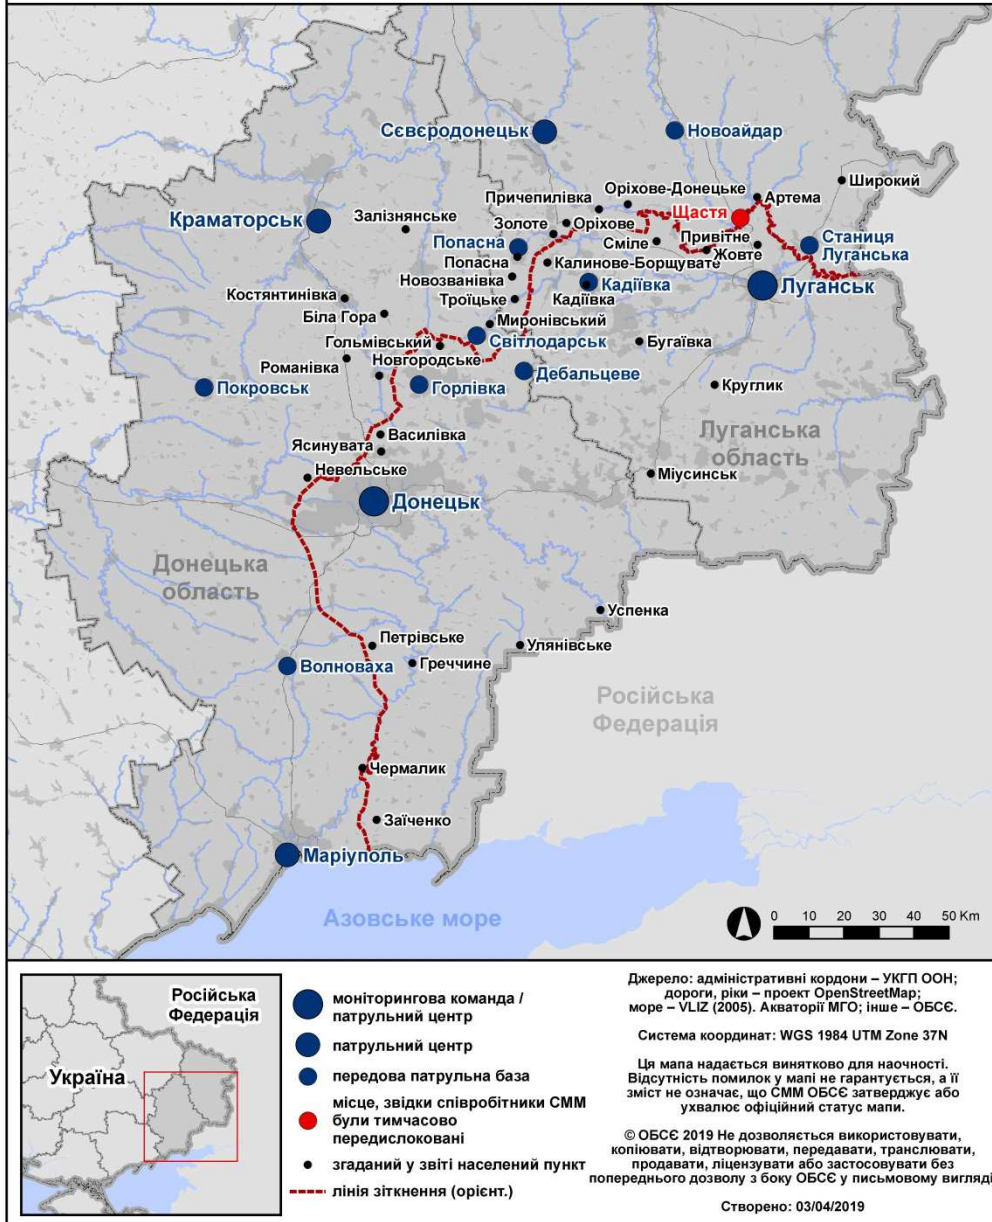 Сєвєродонецьк
Новоайдар
Широкий
Оріхове-Донецьке
Артема
Причепилівка
Щастя
Краматорськ
Залізнянське
Золоте
Оріхове
Попасна
Сміле
Привітне
Станиця
Луганська
Попасна
Калинове-Борщувате
Жовте
Новозванівка
Кадіївка
Луганськ
Костянтинівка
Троїцьке
Кадіївка
Біла Гора
Миронівський
Гольмівський
Світлодарськ
Бугаївка
Новгородське
Романівка
Дебальцеве
Покровськ
Горлівка
Круглик
Василівка
Луганська
область
Ясинувата
Невельське
Міусинськ
Донецьк
Донецька
область
Успенка
Петрівське
Улянівське
Греччине
Волноваха
Російська
Федерація
Чермалик
Заїченко
Маріуполь
Азовське море
0 10 20 30 40 50 Km
Російська
Федерація
Україна
моніторингова команда /
патрульний центр
патрульний центр
передова патрульна база
місце, звідки співробітники СММ
були тимчасово
передислоковані
згаданий у звіті населений пункт
лінія зіткнення (орієнт.)
Джерело: адміністративні кордони – УКГП ООН;
дороги, ріки – проект OpenStreetMap;
море – VLIZ (2005). Акваторії МГО; інше – ОБСЄ.
Система координат: WGS 1984 UTM Zone 37N
Ця мапа надається винятково для наочності.
Відсутність помилок у мапі не гарантується, а її
зміст не означає, що СММ ОБСЄ затверджує або
ухвалює офіційний статус мапи.
© ОБСЄ 2019 Не дозволяється використовувати,
копіювати, відтворювати, передавати, транслювати,
продавати, ліцензувати або застосовувати без
попереднього дозволу з боку ОБСЄ у письмовому вигляді
Створено: 03/04/2019